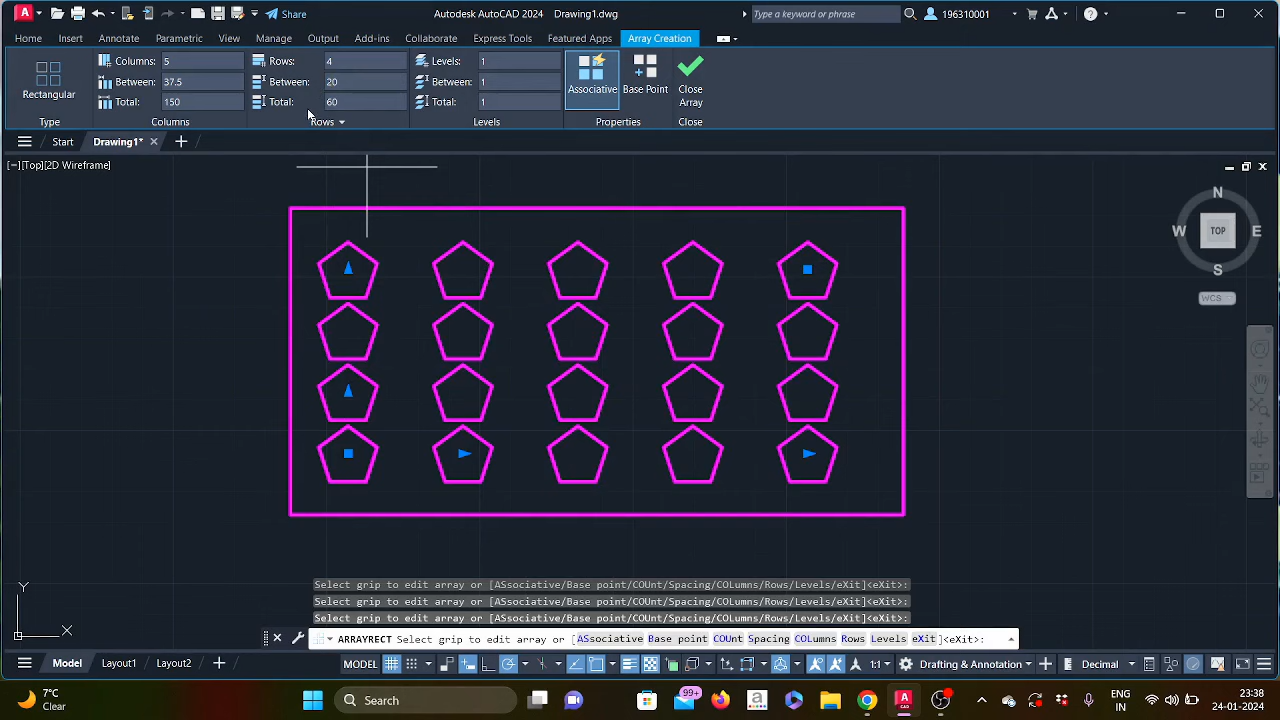 Share
Autodesk AutoCAD 2024 Drawing1.dwg
Type a keyword or phrase
196310001
Home Insert Annotate Parametric View Manage Output Add-ins Collaborate Express Tools Featured Apps Array Creation
Columns: 5 Rows: 4 Levels: 1
Between: 37.5 Between: 20 Between: 1
Total: 150 Total: 60 Total: 1
Rectangular
Associative
Base Point
Close
Array
Type Columns Rows Levels Properties Close
Start Drawing1*
[−][Top][2D Wireframe]
N
W TOP E
S
WCS
Y
X
Select grip to edit array or [ASsociative/Base point/COUnt/Spacing/COLumns/Rows/Levels/eXit]<eXit>:
Select grip to edit array or [ASsociative/Base point/COUnt/Spacing/COLumns/Rows/Levels/eXit]<eXit>:
Select grip to edit array or [ASsociative/Base point/COUnt/Spacing/COLumns/Rows/Levels/eXit]<eXit>:
ARRAYRECT Select grip to edit array or [ASsociative Base point COUnt Spacing COLumns Rows Levels eXit]<eXit>:
Model Layout1 Layout2 MODEL 1:1 Drafting & Annotation Decimal
7°C
Clear
Search
99+
a
A
CAD
ENG
IN
23:38
24-01-2024